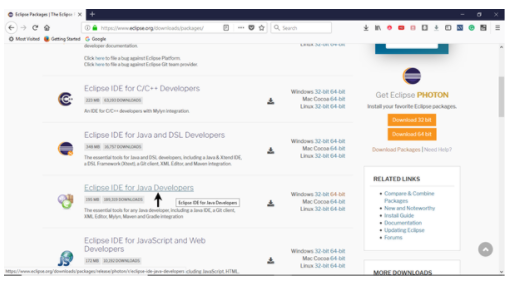 Eclipse Packages | The Eclips
https://www.eclipse.org/downloads/packages/
Search
Most Visited
Getting Started
Google
developer documentation.
Linux 32-bit 64-bit
Click here to file a bug against Eclipse Platform.
Click here to file a bug against Eclipse Git team provider.
Eclipse IDE for C/C++ Developers
DOWNLOADS
An IDE for C/C++ developers with Mylyn integration.
Windows 32-bit 64-bit
Mac Cocoa 64-bit
Linux 32-bit 64-bit
Eclipse IDE for Java and DSL Developers
DOWNLOADS
The essential tools for Java and DSL developers, including a Java & Xtend IDE,
a DSL Framework (Xtext), a Git client, XML Editor, and Maven integration.
Windows 32-bit 64-bit
Mac Cocoa 64-bit
Linux 32-bit 64-bit
Eclipse IDE for Java Developers
DOWNLOADS
Eclipse IDE for Java Developers
The essential tools for any Java developer, including a Java IDE, a Git client,
XML Editor, Mylyn, Maven and Gradle integration
Windows 32-bit 64-bit
Mac Cocoa 64-bit
Linux 32-bit 64-bit
Eclipse IDE for JavaScript and Web
Developers
DOWNLOADS
Windows 32-bit 64-bit
Mac Cocoa 64-bit
Linux 32-bit 64-bit
https://www.eclipse.org/downloads/packages/release/photon/r/eclipse-ide-java-developers
including JavaScript, HTML,
Get Eclipse PHOTON
Install your favorite Eclipse packages.
Download 32 bit
Download 64 bit
Download Packages | Need Help?
RELATED LINKS
Compare & Combine
Packages
New and Noteworthy
Install Guide
Documentation
Updating Eclipse
Forums
MORE DOWNLOADS